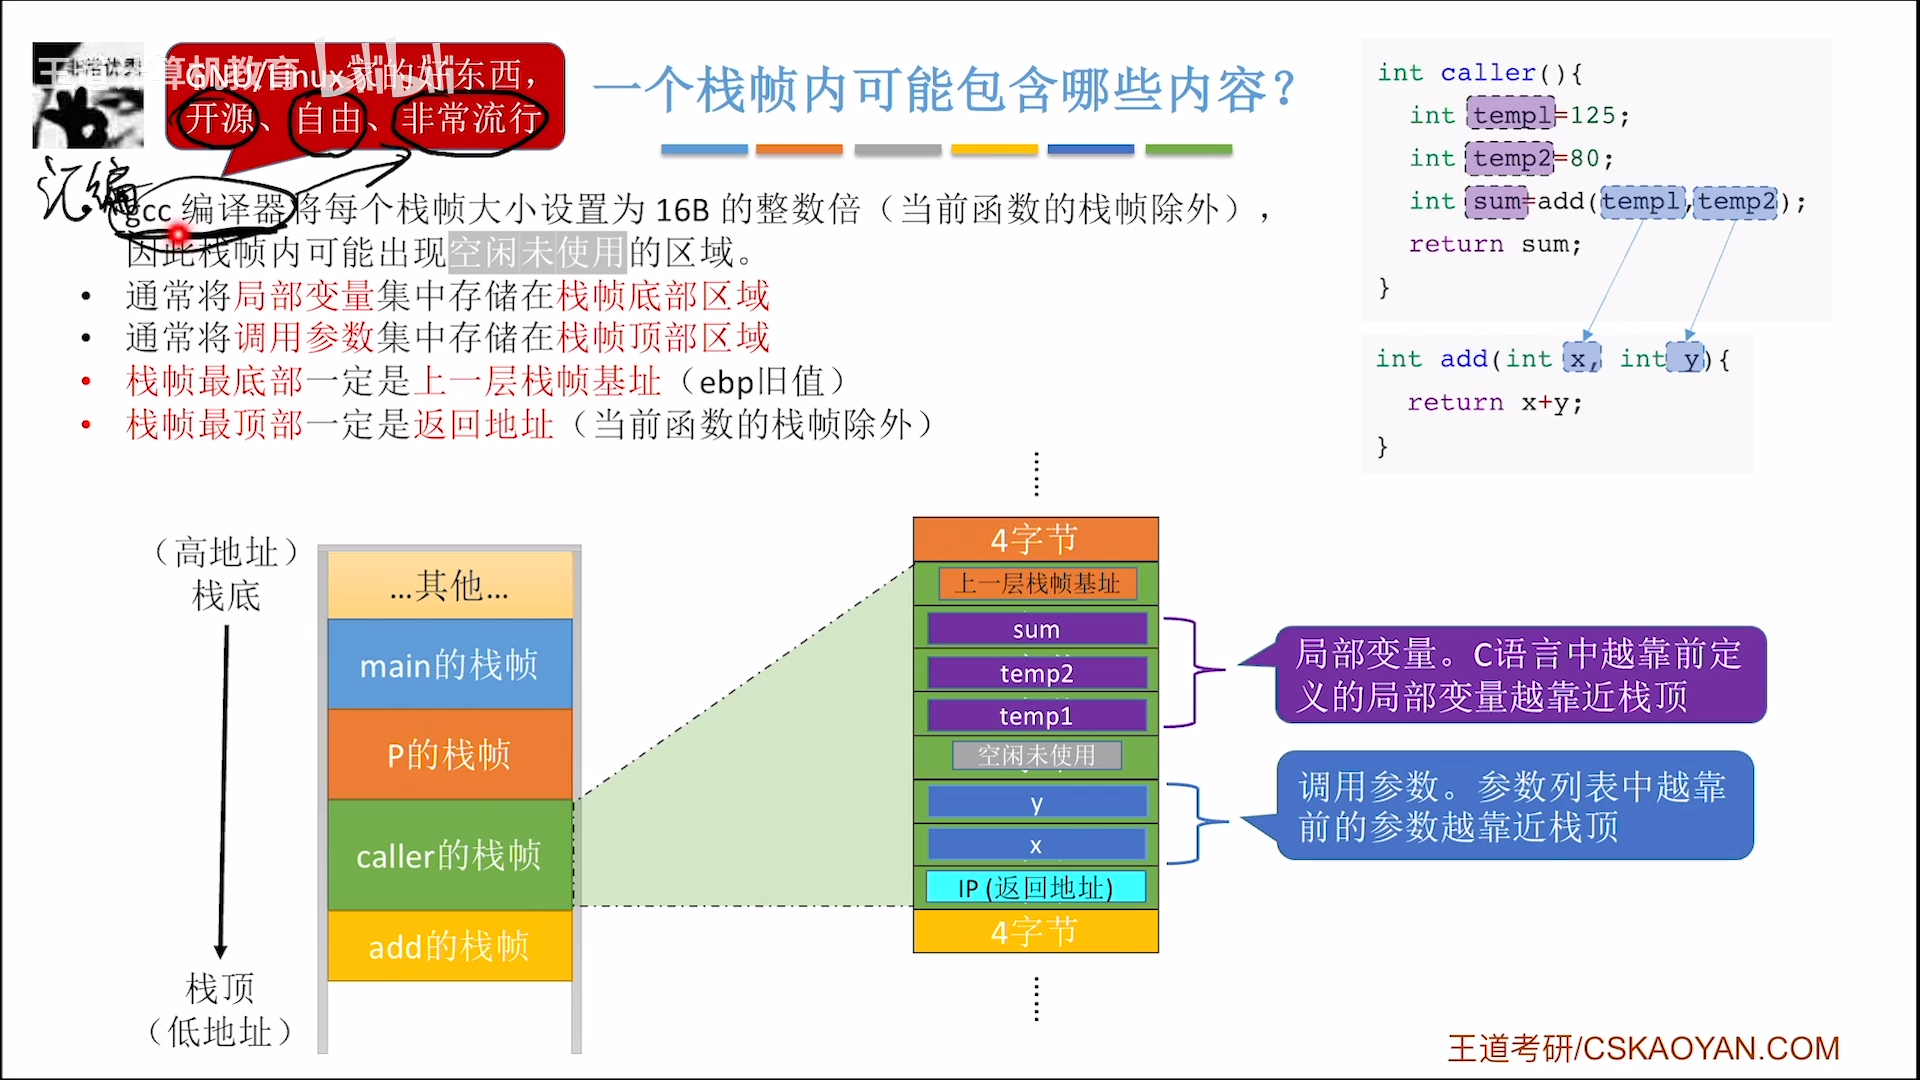 王道计算机教育 bilibili
非常优秀
GNU/Linux家的好东西，
开源、自由、非常流行
一个栈帧内可能包含哪些内容？
汇编
gcc 编译器将每个栈帧大小设置为 16B 的整数倍（当前函数的栈帧除外），
因此栈帧内可能出现空闲未使用的区域。
• 通常将局部变量集中存储在栈帧底部区域
• 通常将调用参数集中存储在栈帧顶部区域
• 栈帧最底部一定是上一层栈帧基址（ebp旧值）
• 栈帧最顶部一定是返回地址（当前函数的栈帧除外）
int caller(){
int temp1=125;
int temp2=80;
int sum=add(temp1,temp2);
return sum;
}
int add(int x, int y){
return x+y;
}
（高地址）
栈底
栈顶
（低地址）
...其他...
main的栈帧
P的栈帧
caller的栈帧
add的栈帧
4字节
上一层栈帧基址
sum
temp2
temp1
空闲未使用
y
x
IP (返回地址)
4字节
局部变量。C语言中越靠前定
义的局部变量越靠近栈顶
调用参数。参数列表中越靠
前的参数越靠近栈顶
王道考研/CSKAOYAN.COM